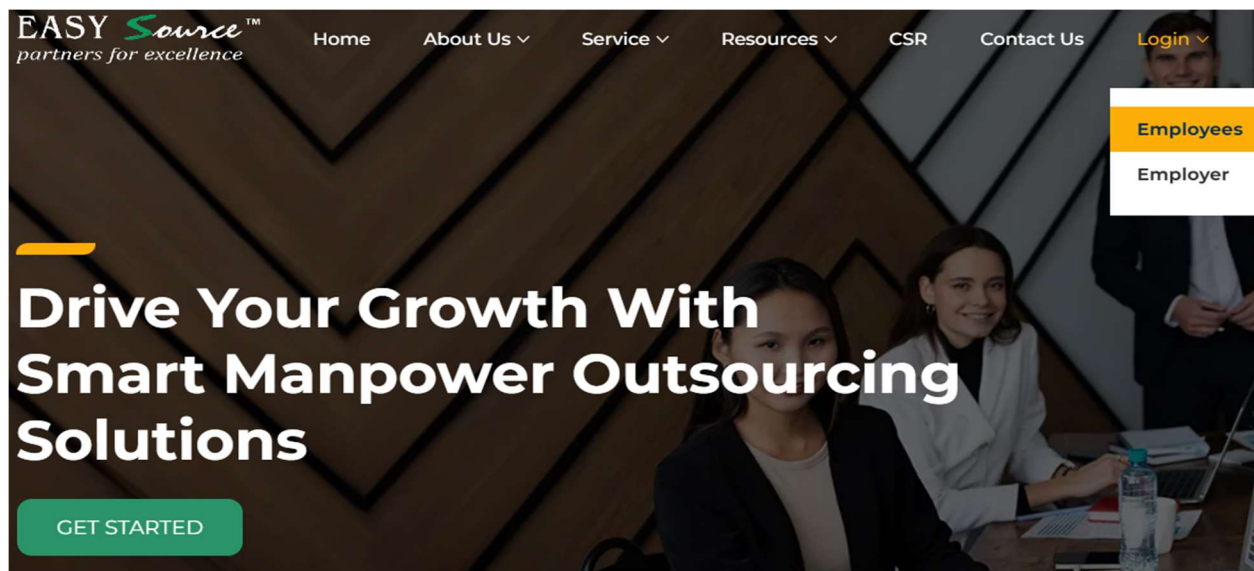 EASY Source™
partners for excellence
Home
About Us
Service
Resources
CSR
Contact Us
Login
Employees
Employer
Drive Your Growth With
Smart Manpower Outsourcing
Solutions
GET STARTED